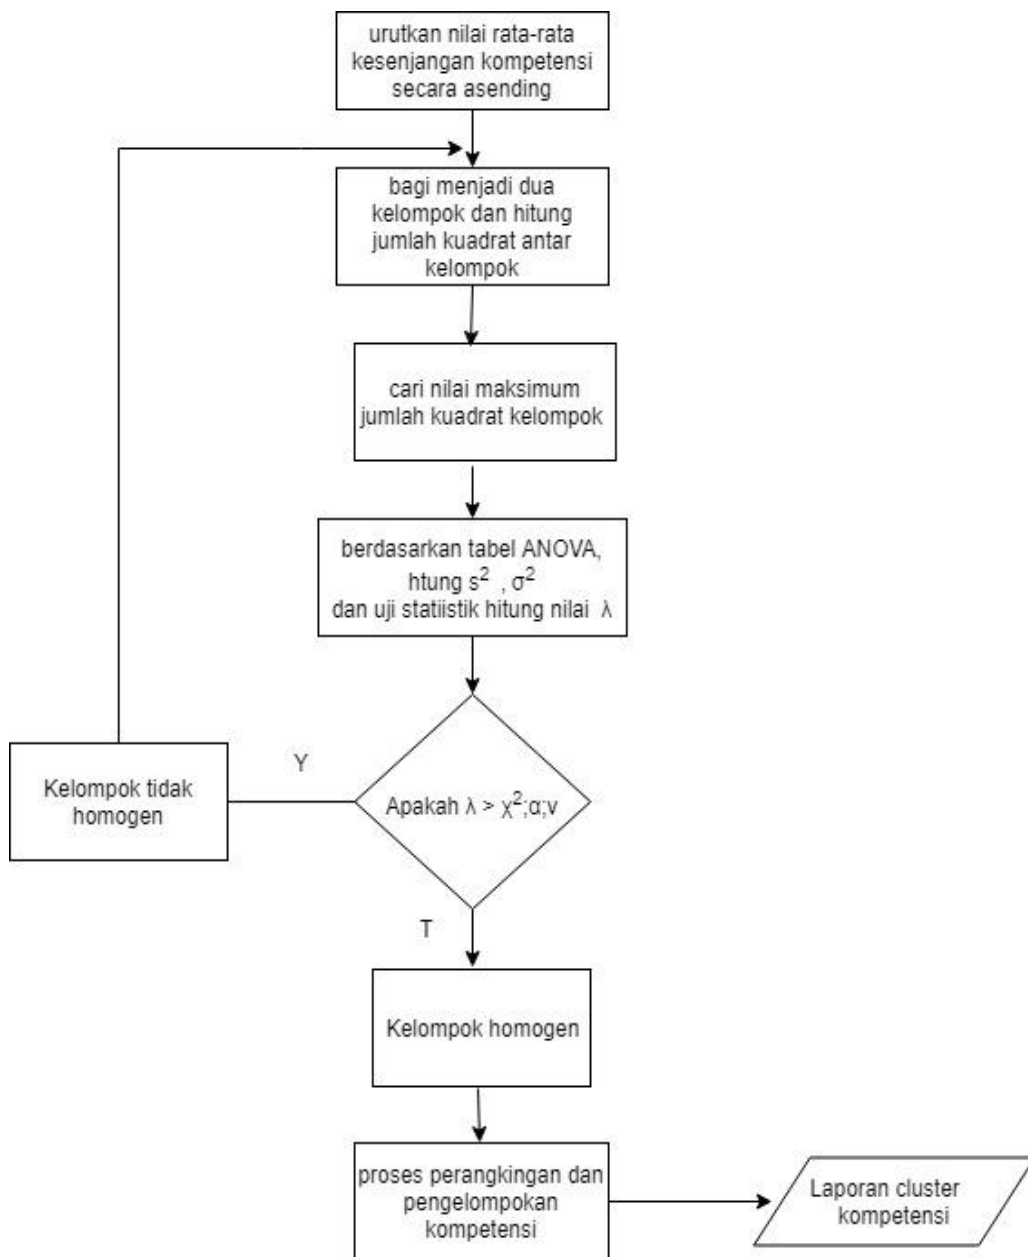 urutkan nilai rata-rata
kesenjangan kompetensi
secara asending
bagi menjadi dua
kelompok dan hitung
jumlah kuadrat antar
kelompok
cari nilai maksimum
jumlah kuadrat kelompok
berdasarkan tabel ANOVA,
htung s² , σ²
dan uji statiistik hitung nilai λ
Y
Kelompok tidak
homogen
Apakah λ > χ²;α;v
T
Kelompok homogen
proses perangkingan dan
pengelompokan
kompetensi
Laporan cluster
kompetensi